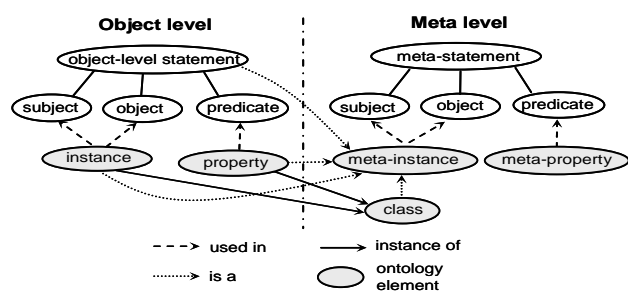 Object level Meta level
object-level statement meta-statement
subject object predicate subject object predicate
instance property meta-instance meta-property
class
used in instance of
is a ontology
element